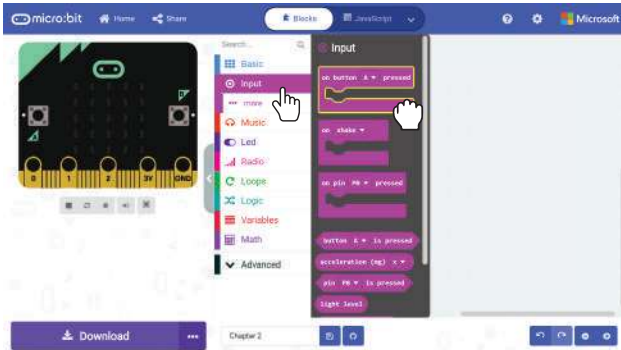 micro:bit Home Share Blocks JavaScript Microsoft
Search...
Basic
Input
more
Music
Led
Radio
Loops
Logic
Variables
Math
Advanced
Input
on button A pressed
on shake
on pin P0 pressed
button A is pressed
acceleration (mg) x
pin P0 is pressed
light level
0 1 2 3V GND
Download
Chapter 2